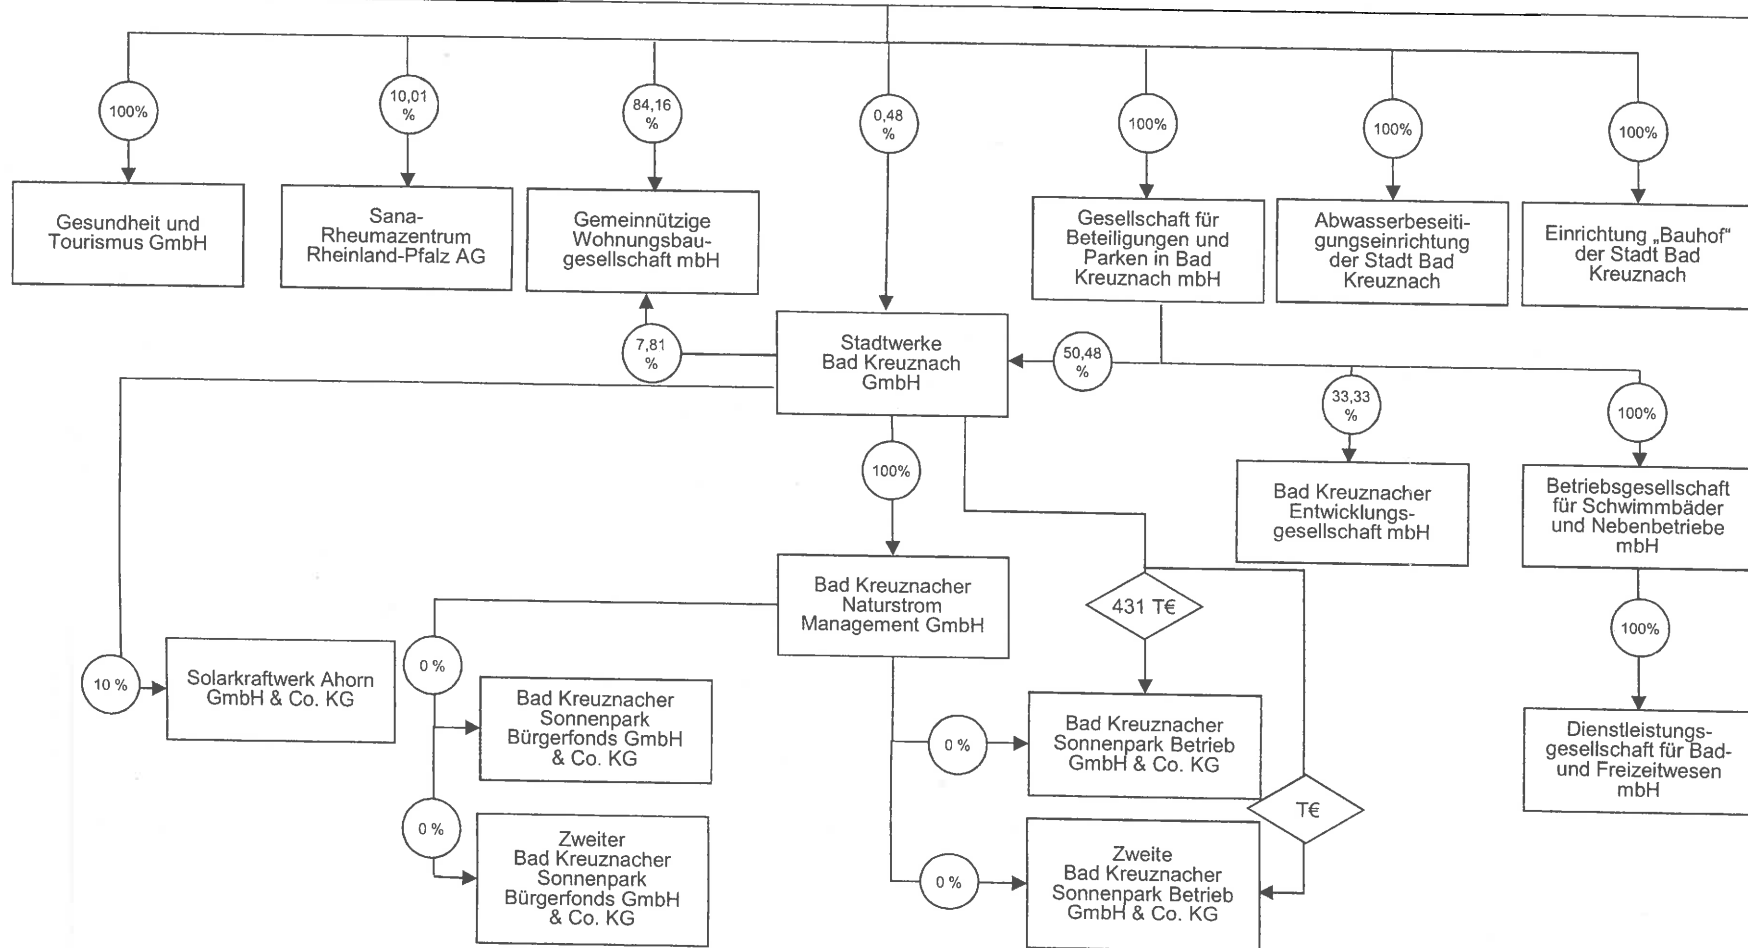 100%
10,01
%
84,16
%
0,48
%
100%
100%
100%
Gesundheit und
Tourismus GmbH
Sana-
Rheumazentrum
Rheinland-Pfalz AG
Gemeinnützige
Wohnungsbau-
gesellschaft mbH
Gesellschaft für
Beteiligungen und
Parken in Bad
Kreuznach mbH
Abwasserbeseiti-
gungseinrichtung
der Stadt Bad
Kreuznach
Einrichtung „Bauhof“
der Stadt Bad
Kreuznach
7,81
%
Stadtwerke
Bad Kreuznach
GmbH
50,48
%
33,33
%
100%
100%
Bad Kreuznacher
Entwicklungs-
gesellschaft mbH
Betriebsgesellschaft
für Schwimmbäder
und Nebenbetriebe
mbH
Bad Kreuznacher
Naturstrom
Management GmbH
431 T€
100%
10 %
Solarkraftwerk Ahorn
GmbH & Co. KG
0 %
Bad Kreuznacher
Sonnenpark
Bürgerfonds GmbH
& Co. KG
0 %
Bad Kreuznacher
Sonnenpark Betrieb
GmbH & Co. KG
Dienstleistungs-
gesellschaft für Bad-
und Freizeitwesen
mbH
T€
0 %
Zweiter
Bad Kreuznacher
Sonnenpark
Bürgerfonds GmbH
& Co. KG
0 %
Zweite
Bad Kreuznacher
Sonnenpark Betrieb
GmbH & Co. KG